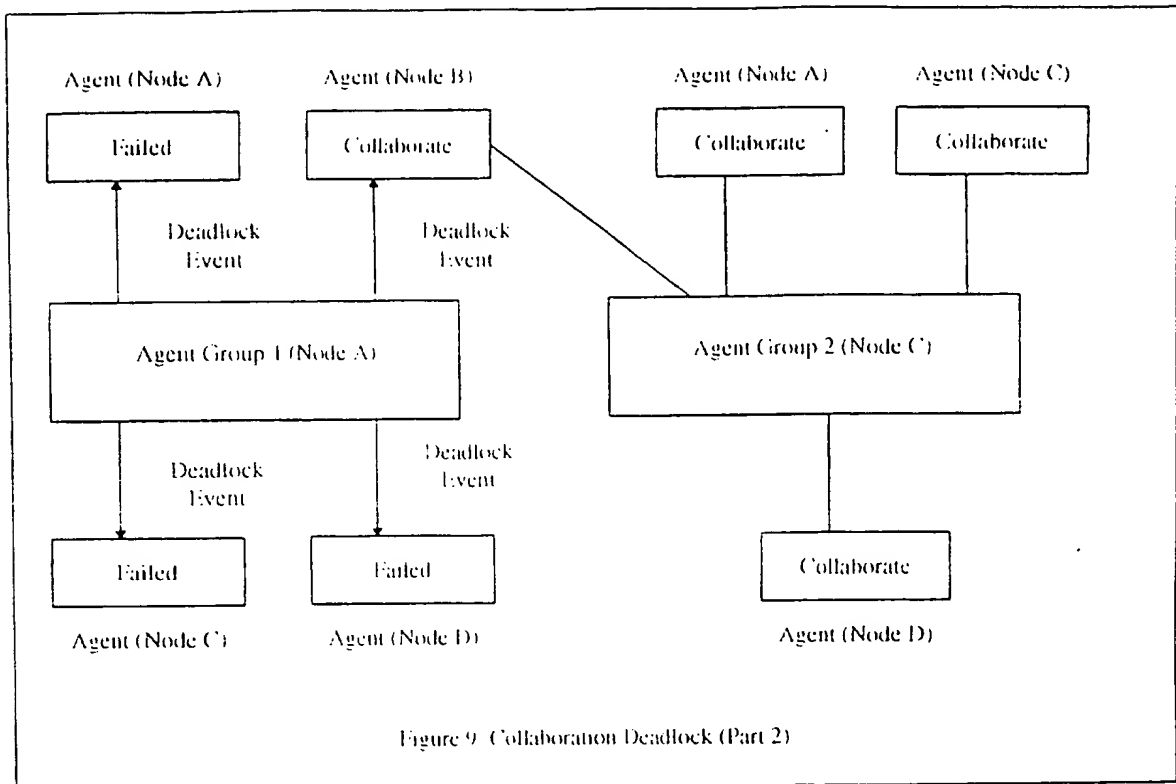 Agent (Node A)
Agent (Node B)
Agent (Node A)
Agent (Node C)
Failed
Collaborate
Collaborate
Collaborate
Deadlock
Event
Deadlock
Event
Agent Group 1 (Node A)
Agent Group 2 (Node C)
Deadlock
Event
Deadlock
Event
Failed
Failed
Collaborate
Agent (Node C)
Agent (Node D)
Agent (Node D)
Figure 9 Collaboration Deadlock (Part 2)